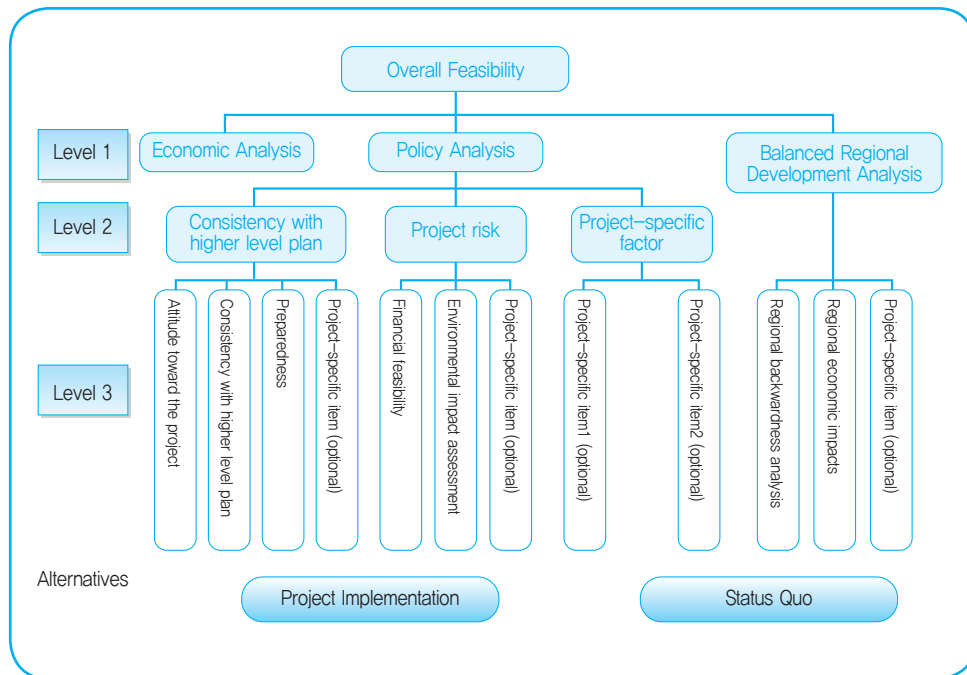 Overall Feasibility
Level 1
Economic Analysis
Policy Analysis
Balanced Regional
Development Analysis
Level 2
Consistency with
higher level plan
Project risk
Project-specific
factor
Level 3
Attitude toward the project
Consistency with higher level plan
Preparedness
Project-specific item (optional)
Financial feasibility
Environmental impact assessment
Project-specific item (optional)
Project-specific item1 (optional)
Project-specific item2 (optional)
Regional backwardness analysis
Regional economic impacts
Project-specific item (optional)
Alternatives
Project Implementation
Status Quo